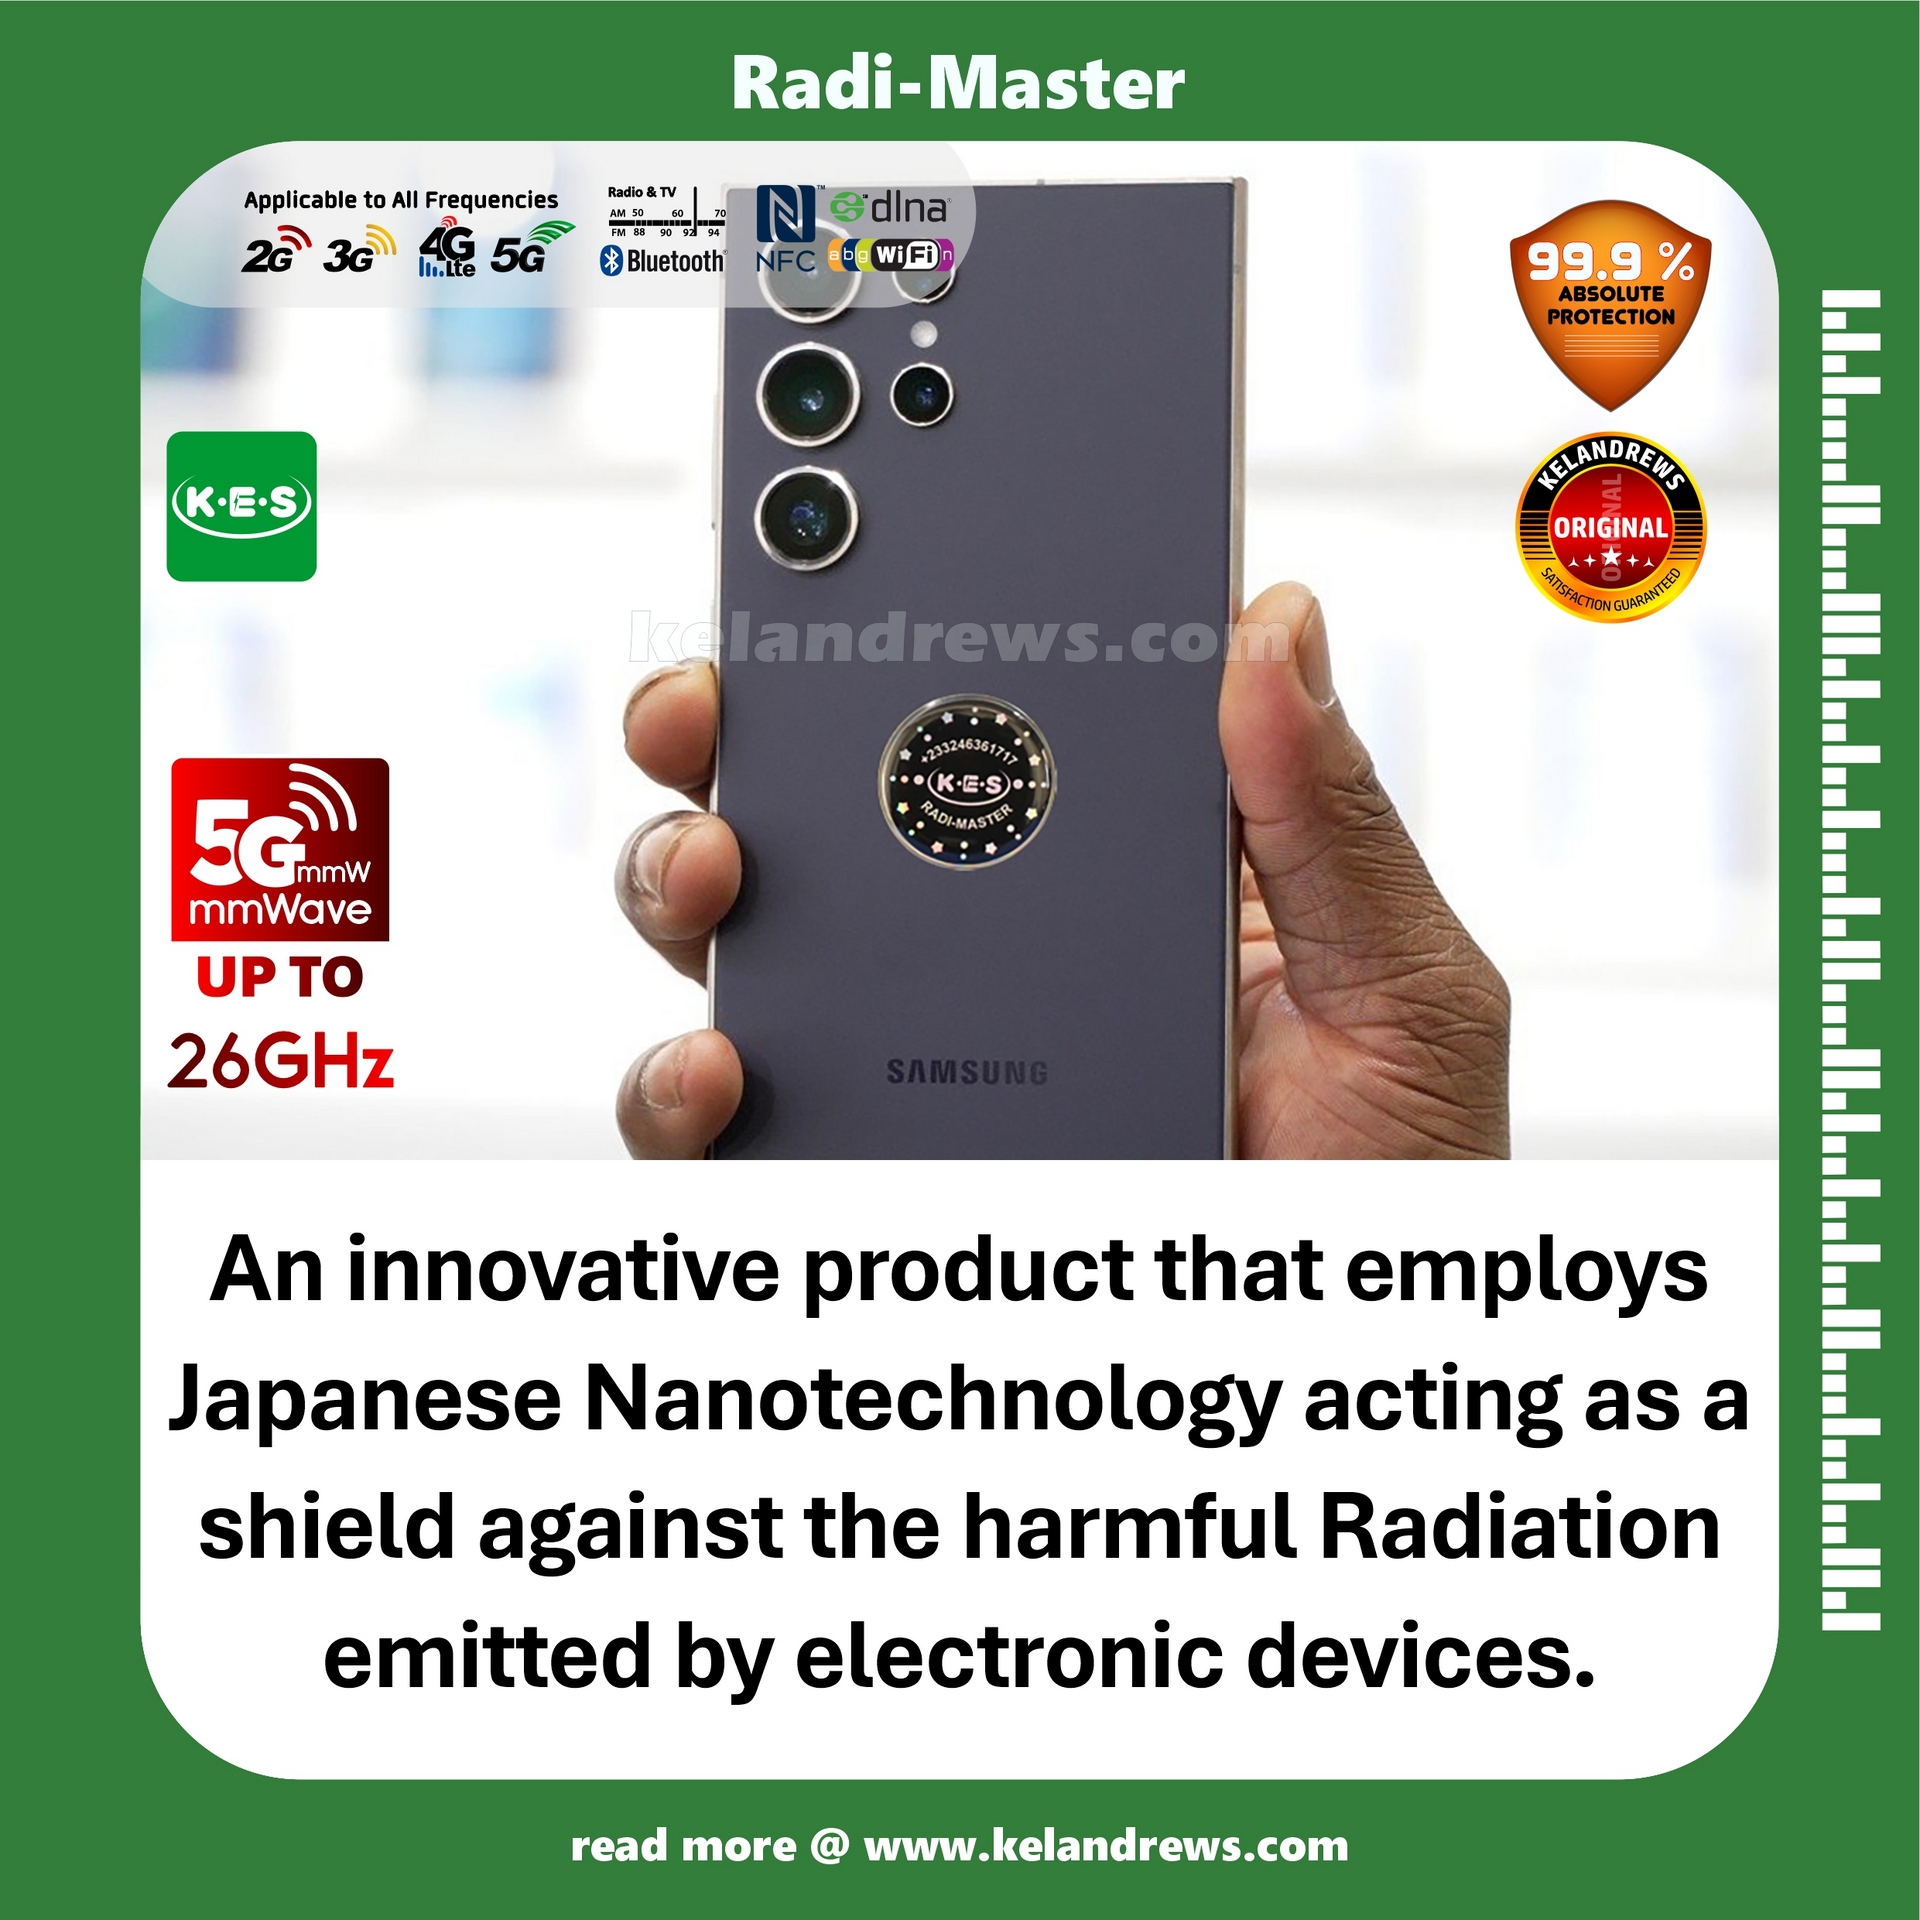 Radi-Master
Applicable to All Frequencies
2G 3G 4G Lte 5G
Radio & TV
AM 50 60 70
FM 88 90 92 94
Bluetooth
NFC
dlna
abg WiFi n
99.9 %
ABSOLUTE
PROTECTION
K·E·S
KELANDREWS
ORIGINAL
ORIGINAL
SATISFACTION GUARANTEED
kelandrews.com
+233246361717
K·E·S
RADI-MASTER
5G mmW
mmWave
UP TO
26GHz
SAMSUNG
An innovative product that employs
Japanese Nanotechnology acting as a
shield against the harmful Radiation
emitted by electronic devices.
read more @ www.kelandrews.com